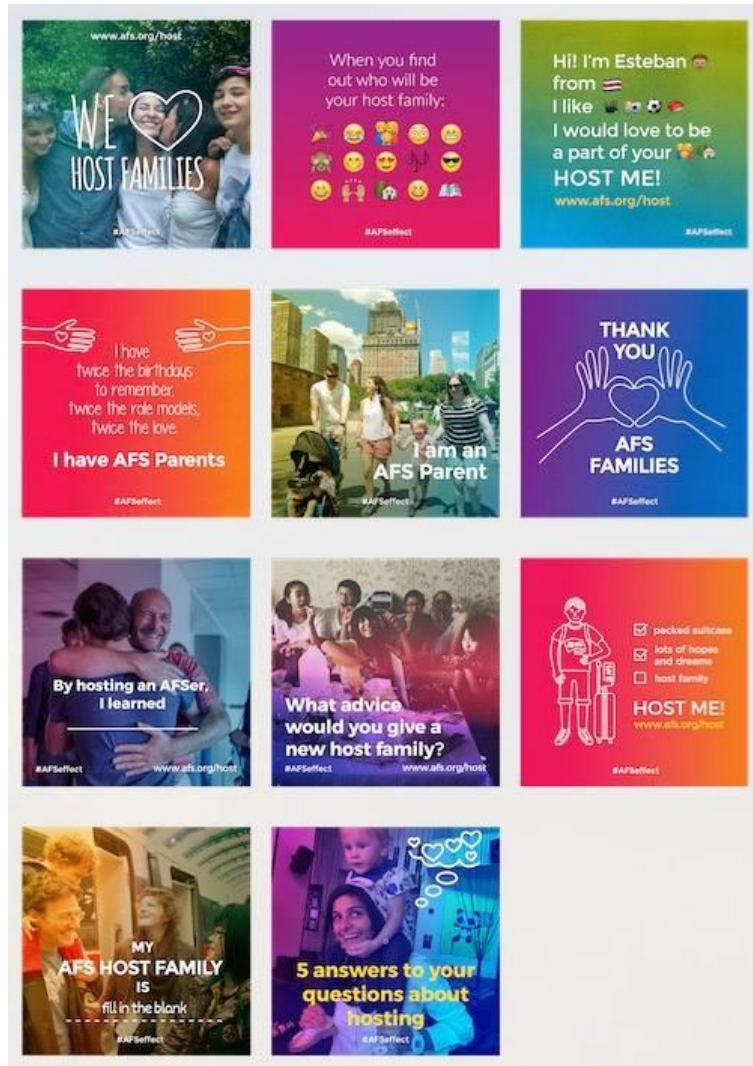 www.afs.org/host
WE
HOST FAMILIES
#AFSeffect
When you find
out who will be
your host family:
#AFSeffect
Hi! I'm Esteban
from
I like
I would love to be
a part of your
HOST ME!
www.afs.org/host
#AFSeffect
I have
twice the birthdays
to remember,
twice the role models,
twice the love.
I have AFS Parents
#AFSeffect
I am an
AFS Parent
#AFSeffect
THANK
YOU
AFS
FAMILIES
#AFSeffect
By hosting an AFSer,
I learned
#AFSeffect
www.afs.org/host
What advice
would you give a
new host family?
#AFSeffect
www.afs.org/host
packed suitcase
lots of hopes
and dreams
host family
HOST ME!
www.afs.org/host
#AFSeffect
MY
AFS HOST FAMILY
IS
fill in the blank
#AFSeffect
5 answers to your
questions about
hosting
#AFSeffect